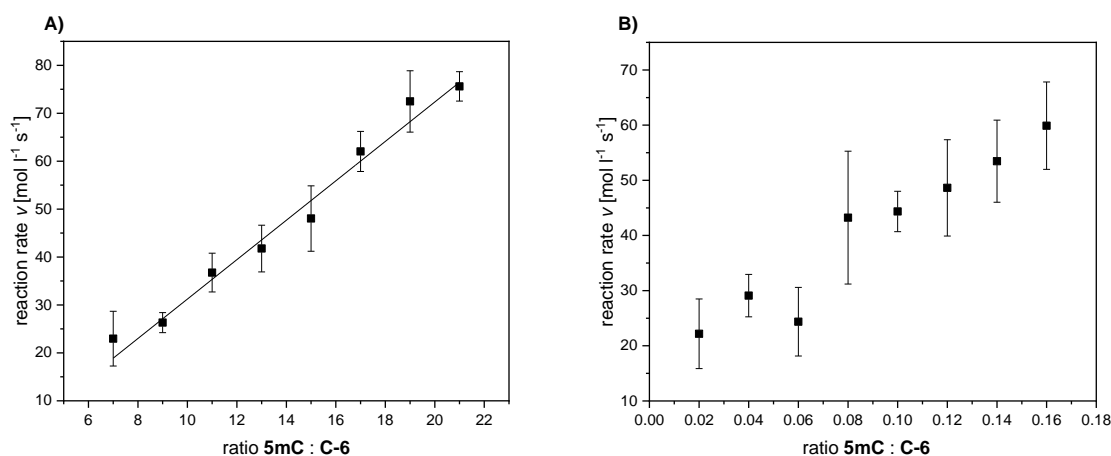 A)
80
70
60
50
40
30
20
10
reaction rate v [mol l⁻¹ s⁻¹]
6 8 10 12 14 16 18 20 22
ratio 5mC : C-6
B)
70
60
50
40
30
20
10
reaction rate v [mol l⁻¹ s⁻¹]
0.00 0.02 0.04 0.06 0.08 0.10 0.12 0.14 0.16 0.18
ratio 5mC : C-6